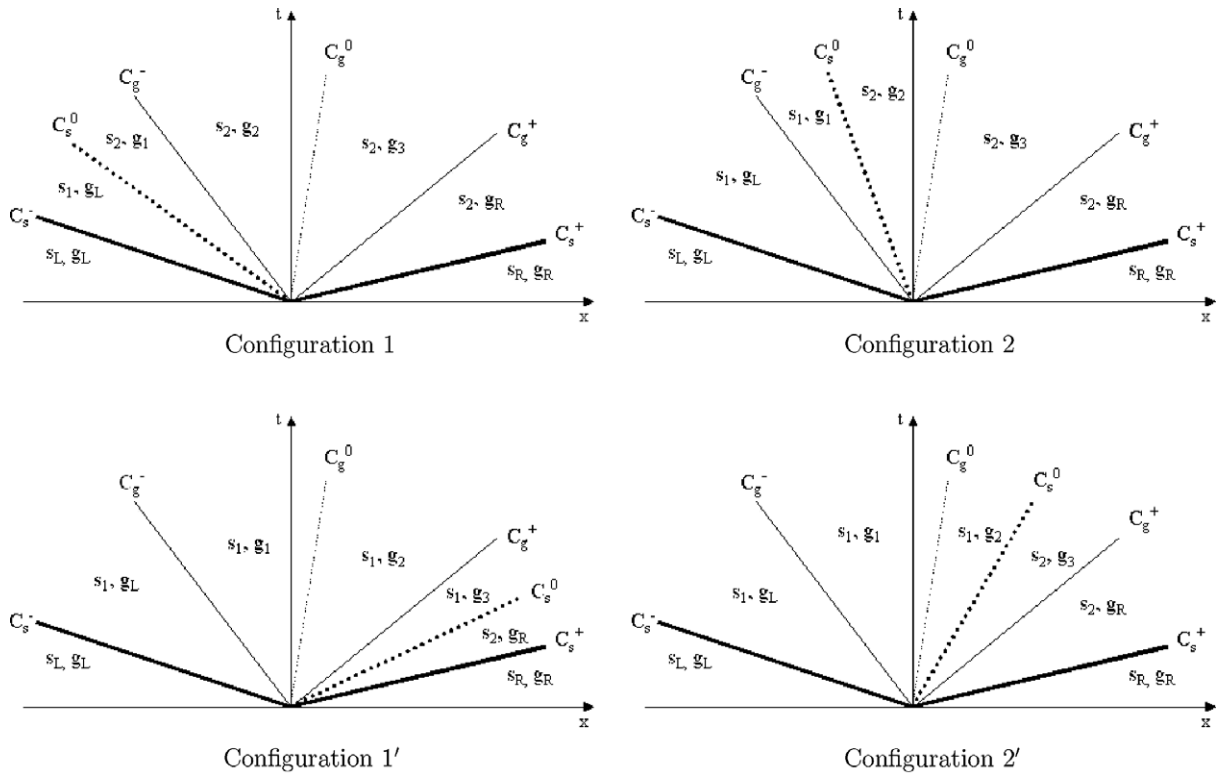 t
C_g^0
C_g^-
C_s^0
s_2, g_1
s_2, g_2
s_2, g_3
C_g^+
s_1, g_L
s_2, g_R
C_s^-
C_s^+
s_L, g_L
s_R, g_R
x
Configuration 1
t
C_s^0
C_g^0
C_g^-
s_2, g_2
s_1, g_1
s_2, g_3
C_g^+
s_1, g_L
s_2, g_R
C_s^-
C_s^+
s_L, g_L
s_R, g_R
x
Configuration 2
t
C_g^0
C_g^-
s_1, g_1
s_1, g_2
C_g^+
s_1, g_L
s_1, g_3
C_s^0
C_s^-
s_2, g_R
C_s^+
s_L, g_L
s_R, g_R
x
Configuration 1′
t
C_g^0
C_s^0
C_g^-
s_1, g_1
s_1, g_2
C_g^+
s_2, g_3
s_1, g_L
s_2, g_R
C_s^-
C_s^+
s_L, g_L
s_R, g_R
x
Configuration 2′